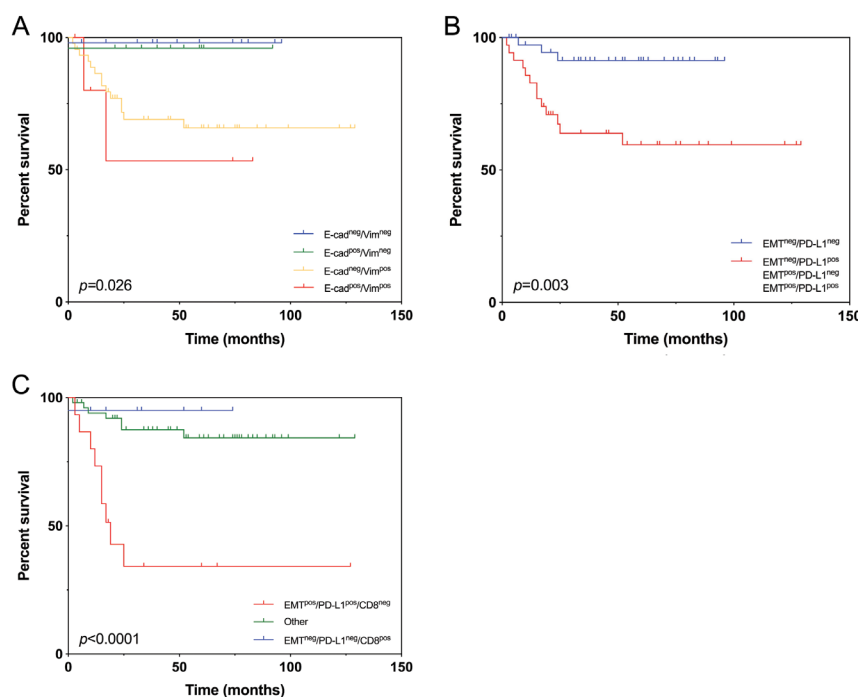 A
100
50
0
Percent survival
0
50
100
150
Time (months)
E-cadneg/Vimneg
E-cadpos/Vimneg
E-cadneg/Vimpos
E-cadpos/Vimpos
p=0.026
B
100
50
0
Percent survival
0
50
100
150
Time (months)
EMTneg/PD-L1neg
EMTneg/PD-L1pos
EMTpos/PD-L1neg
EMTpos/PD-L1pos
p=0.003
C
100
50
0
Percent survival
0
50
100
150
Time (months)
EMTpos/PD-L1pos/CD8neg
Other
EMTneg/PD-L1neg/CD8pos
p<0.0001